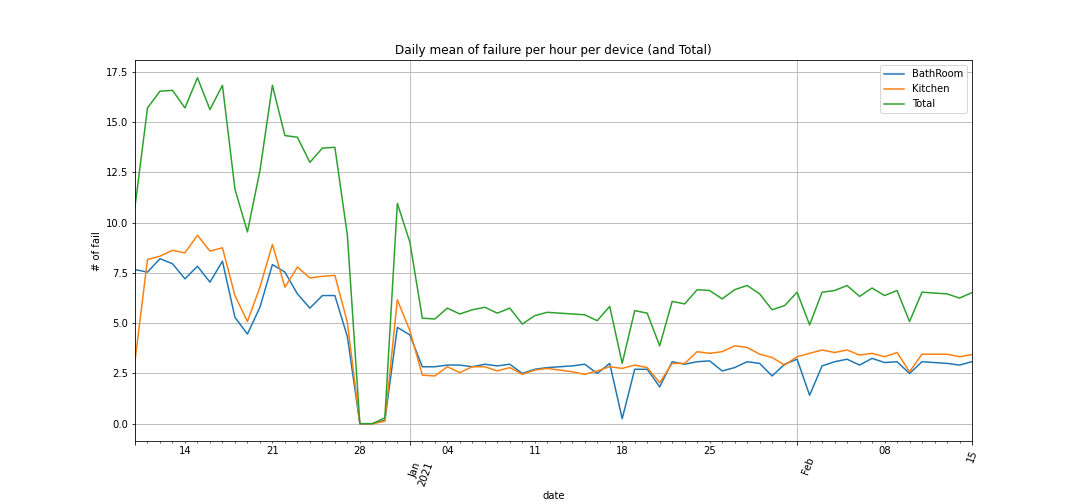 Daily mean of failure per hour per device (and Total)
BathRoom
Kitchen
Total
# of fail
17.5
15.0
12.5
10.0
7.5
5.0
2.5
0.0
14
21
28
Jan
2021
04
11
18
25
Feb
08
15
date